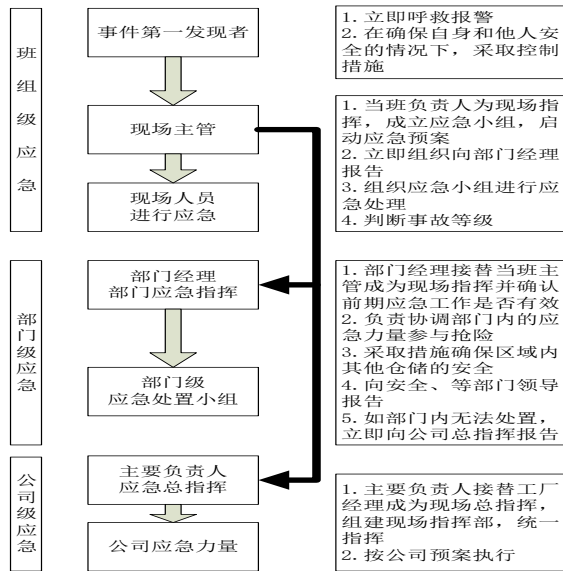 班组级应急
事件第一发现者
1. 立即呼救报警
2. 在确保自身和他人安
全的情况下，采取控制
措施
现场主管
1. 当班负责人为现场指
挥，成立应急小组，启
动应急预案
2. 立即组织向部门经理
报告
3. 组织应急小组进行应
急处理
4. 判断事故等级
现场人员
进行应急
部门级应急
部门经理
部门应急指挥
1. 部门经理接替当班主
管成为现场指挥并确认
前期应急工作是否有效
2. 负责协调部门内的应
急力量参与抢险
3. 采取措施确保区域内
其他仓储的安全
4. 向安全、等部门领导
报告
5. 如部门内无法处置，
立即向公司总指挥报告
部门级
应急处置小组
公司级应急
主要负责人
应急总指挥
1. 主要负责人接替工厂
经理成为现场总指挥，
组建现场指挥部，统一
指挥
2. 按公司预案执行
公司应急力量